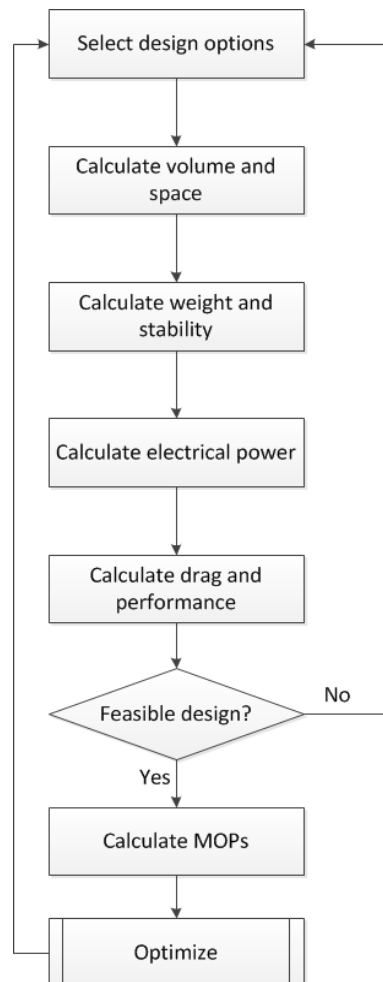 Select design options
Calculate volume and
space
Calculate weight and
stability
Calculate electrical power
Calculate drag and
performance
Feasible design?
No
Yes
Calculate MOPs
Optimize